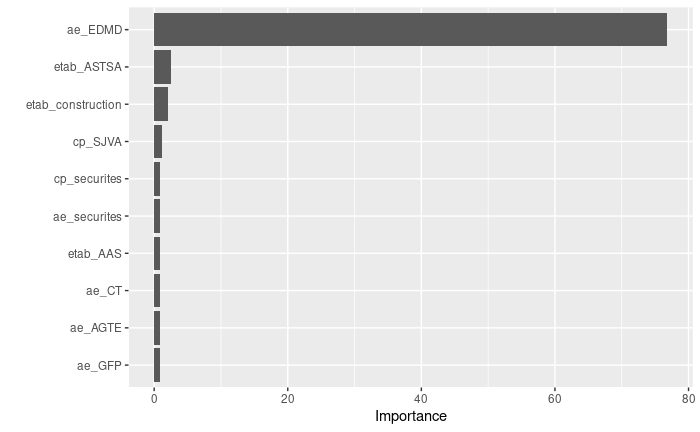 ae_EDMD
etab_ASTSA
etab_construction
cp_SJVA
cp_securites
ae_securites
etab_AAS
ae_CT
ae_AGTE
ae_GFP
0 20 40 60 80
Importance